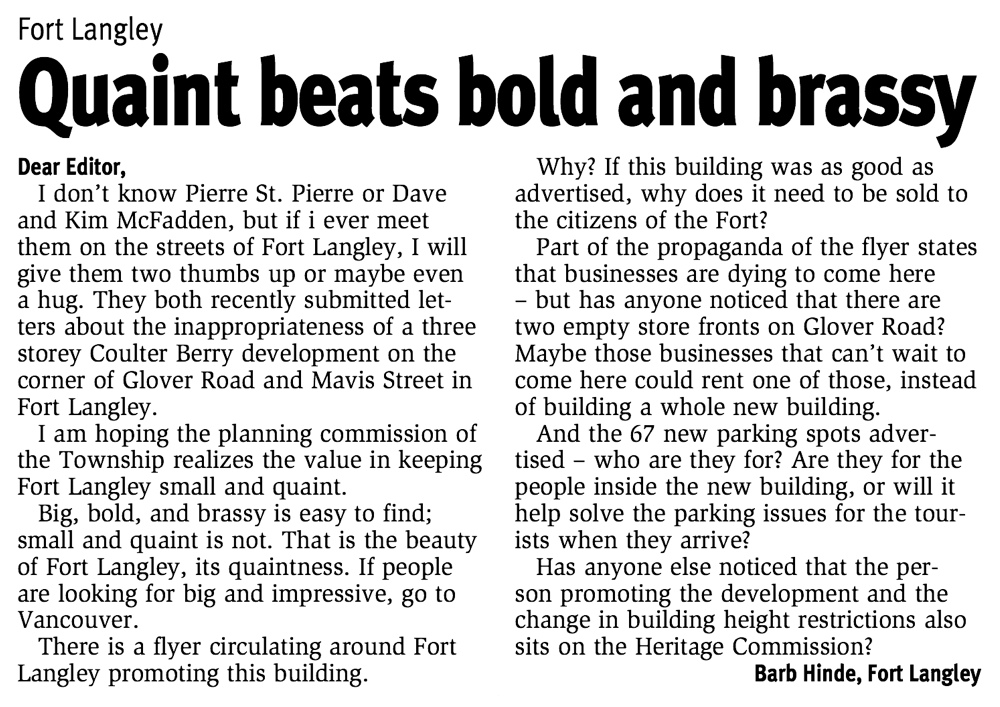 Fort Langley
Quaint beats bold and brassy
Dear Editor,
I don’t know Pierre St. Pierre or Dave
and Kim McFadden, but if i ever meet
them on the streets of Fort Langley, I will
give them two thumbs up or maybe even
a hug. They both recently submitted let-
ters about the inappropriateness of a three
storey Coulter Berry development on the
corner of Glover Road and Mavis Street in
Fort Langley.
I am hoping the planning commission of
the Township realizes the value in keeping
Fort Langley small and quaint.
Big, bold, and brassy is easy to find;
small and quaint is not. That is the beauty
of Fort Langley, its quaintness. If people
are looking for big and impressive, go to
Vancouver.
There is a flyer circulating around Fort
Langley promoting this building.
Why? If this building was as good as
advertised, why does it need to be sold to
the citizens of the Fort?
Part of the propaganda of the flyer states
that businesses are dying to come here
– but has anyone noticed that there are
two empty store fronts on Glover Road?
Maybe those businesses that can’t wait to
come here could rent one of those, instead
of building a whole new building.
And the 67 new parking spots adver-
tised – who are they for? Are they for the
people inside the new building, or will it
help solve the parking issues for the tour-
ists when they arrive?
Has anyone else noticed that the per-
son promoting the development and the
change in building height restrictions also
sits on the Heritage Commission?
Barb Hinde, Fort Langley